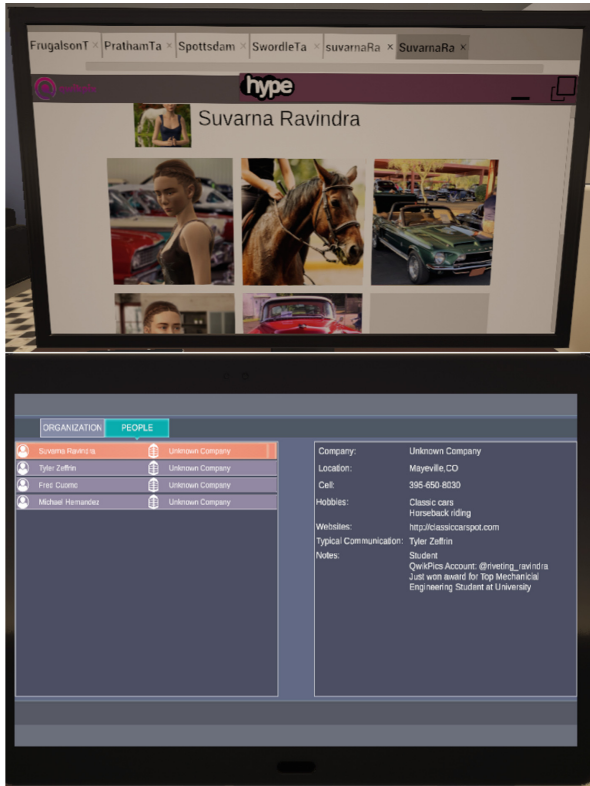 FrugalsonT × PrathamTa × Spottsdam × SwordleTa × suvarnaRa × SuvarnaRa ×
hype
Suvarna Ravindra
ORGANIZATION PEOPLE
Suvarna Ravindra Unknown Company
Tyler Zeffrin Unknown Company
Fred Cuomo Unknown Company
Michael Hernandez Unknown Company
Company: Unknown Company
Location: Mayeville,CO
Cell: 395-650-8030
Hobbies: Classic cars
Horseback riding
Websites: http://classiccarspot.com
Typical Communication: Tyler Zeffrin
Notes: Student
QwikPics Account: @riveting_ravindra
Just won award for Top Mechanicial
Engineering Student at University